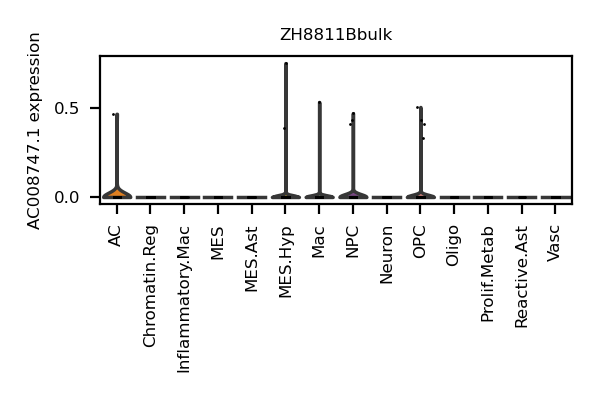 ZH8811Bbulk
AC008747.1 expression
0.5
0.0
AC
Chromatin.Reg
Inflammatory.Mac
MES
MES.Ast
MES.Hyp
Mac
NPC
Neuron
OPC
Oligo
Prolif.Metab
Reactive.Ast
Vasc